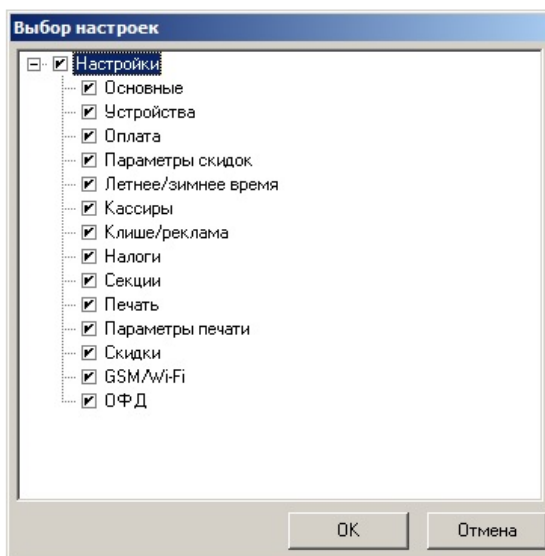 Выбор настроек
Настройки
Основные
Устройства
Оплата
Параметры скидок
Летнее/зимнее время
Кассиры
Клише/реклама
Налоги
Секции
Печать
Параметры печати
Скидки
GSM/Wi-Fi
ОФД
OK
Отмена